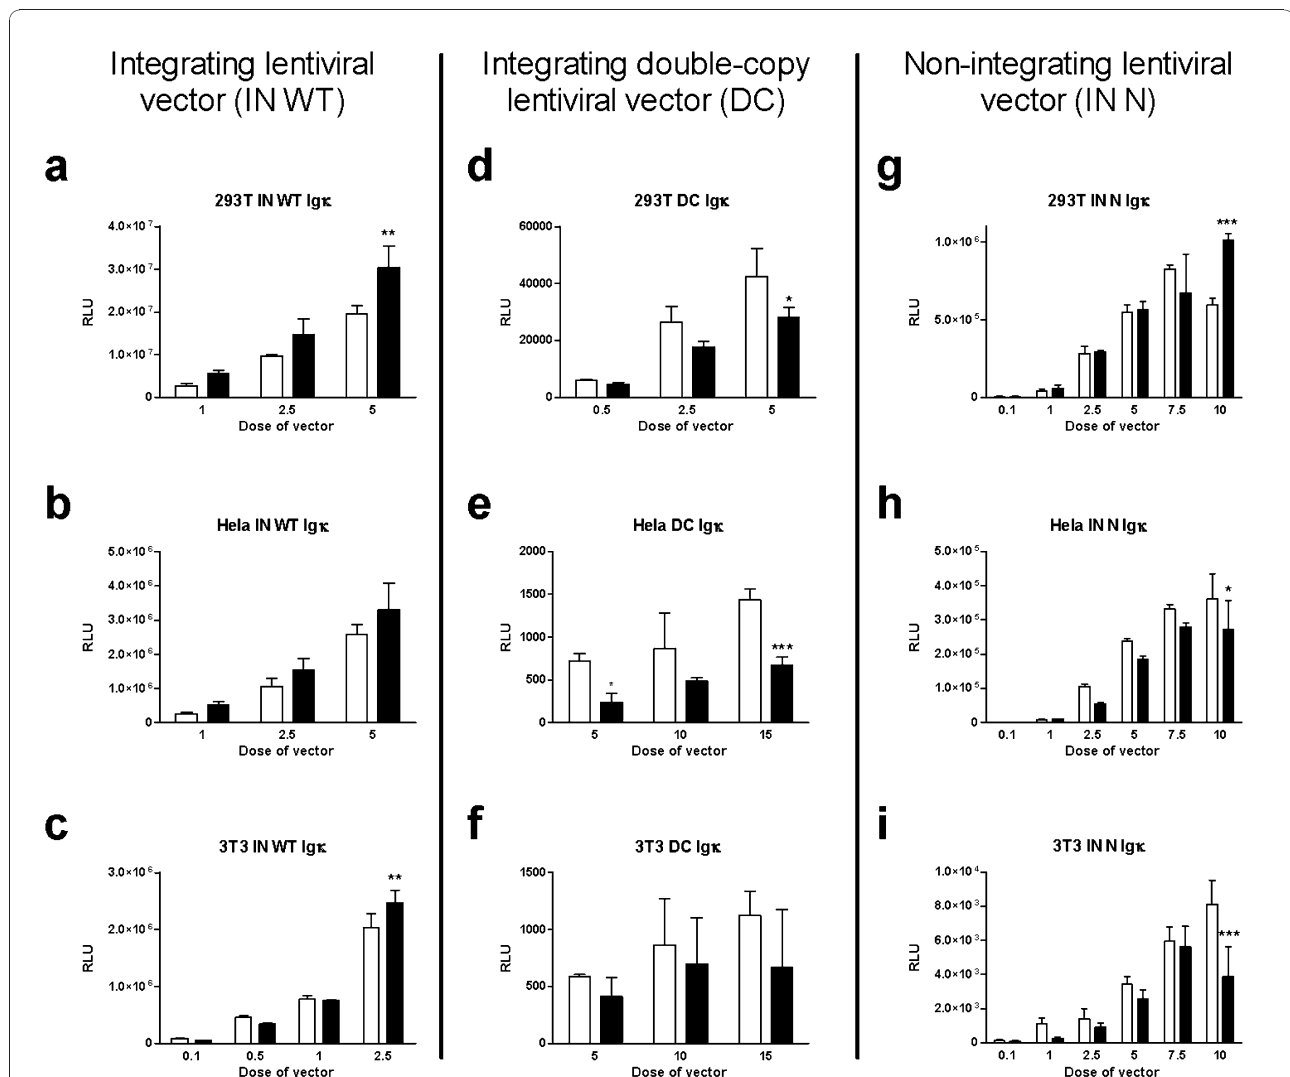 Integrating lentiviral
vector (IN WT)
Integrating double-copy
lentiviral vector (DC)
Non-integrating lentiviral
vector (IN N)
a
293T IN WT Igκ
4.0×10⁷
3.0×10⁷
2.0×10⁷
1.0×10⁷
0
RLU
**
1 2.5 5
Dose of vector
b
Hela IN WT Igκ
5.0×10⁶
4.0×10⁶
3.0×10⁶
2.0×10⁶
1.0×10⁶
0
RLU
1 2.5 5
Dose of vector
c
3T3 IN WT Igκ
3.0×10⁶
2.0×10⁶
1.0×10⁶
0
RLU
**
0.1 0.5 1 2.5
Dose of vector
d
293T DC Igκ
60000
40000
20000
0
RLU
*
0.5 2.5 5
Dose of vector
e
Hela DC Igκ
2000
1500
1000
500
0
RLU
*
***
5 10 15
Dose of vector
f
3T3 DC Igκ
1500
1000
500
0
RLU
5 10 15
Dose of vector
g
293T IN N Igκ
1.0×10⁶
5.0×10⁵
0
RLU
***
0.1 1 2.5 5 7.5 10
Dose of vector
h
Hela IN N Igκ
5.0×10⁵
4.0×10⁵
3.0×10⁵
2.0×10⁵
1.0×10⁵
0
RLU
*
0.1 1 2.5 5 7.5 10
Dose of vector
i
3T3 IN N Igκ
1.0×10⁴
8.0×10³
6.0×10³
4.0×10³
2.0×10³
0
RLU
***
0.1 1 2.5 5 7.5 10
Dose of vector